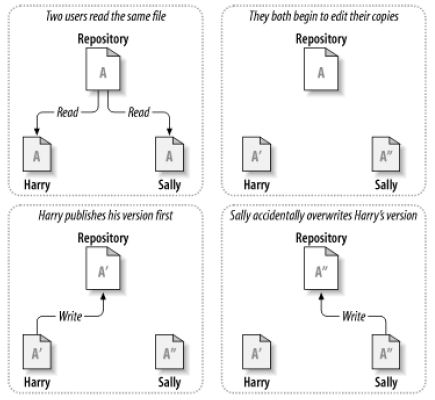 Two users read the same file
Repository
A
Read Read
A A
Harry Sally
They both begin to edit their copies
Repository
A
A' A"
Harry Sally
Harry publishes his version first
Repository
A'
Write
A' A"
Harry Sally
Sally accidentally overwrites Harry's version
Repository
A"
Write
A' A"
Harry Sally